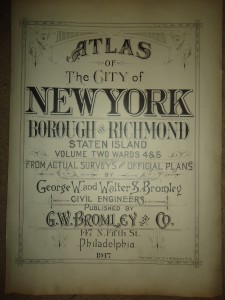 ATLAS
OF
The CITY of
NEW YORK
BOROUGH OF RICHMOND
STATEN ISLAND
VOLUME TWO WARDS 4&5
FROM ACTUAL SURVEYS AND OFFICIAL PLANS
BY
George W. and Walter S. Bromley
CIVIL ENGINEERS
PUBLISHED BY
G.W. BROMLEY AND CO.
147 N. Fifth St.
Philadelphia
1917